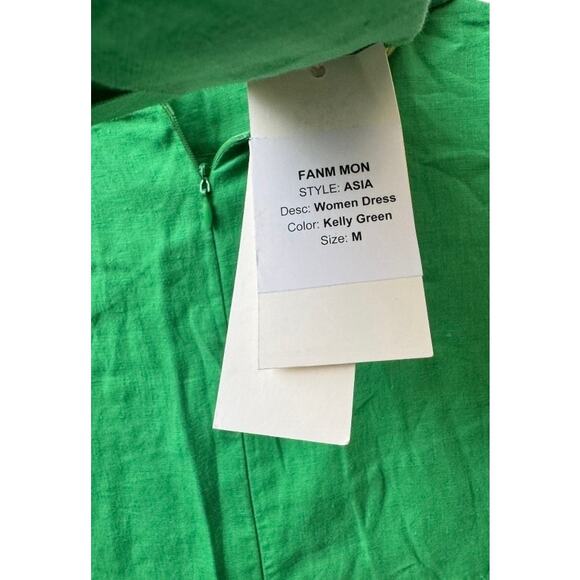 FANM MON
STYLE: ASIA
Desc: Women Dress
Color: Kelly Green
Size: M